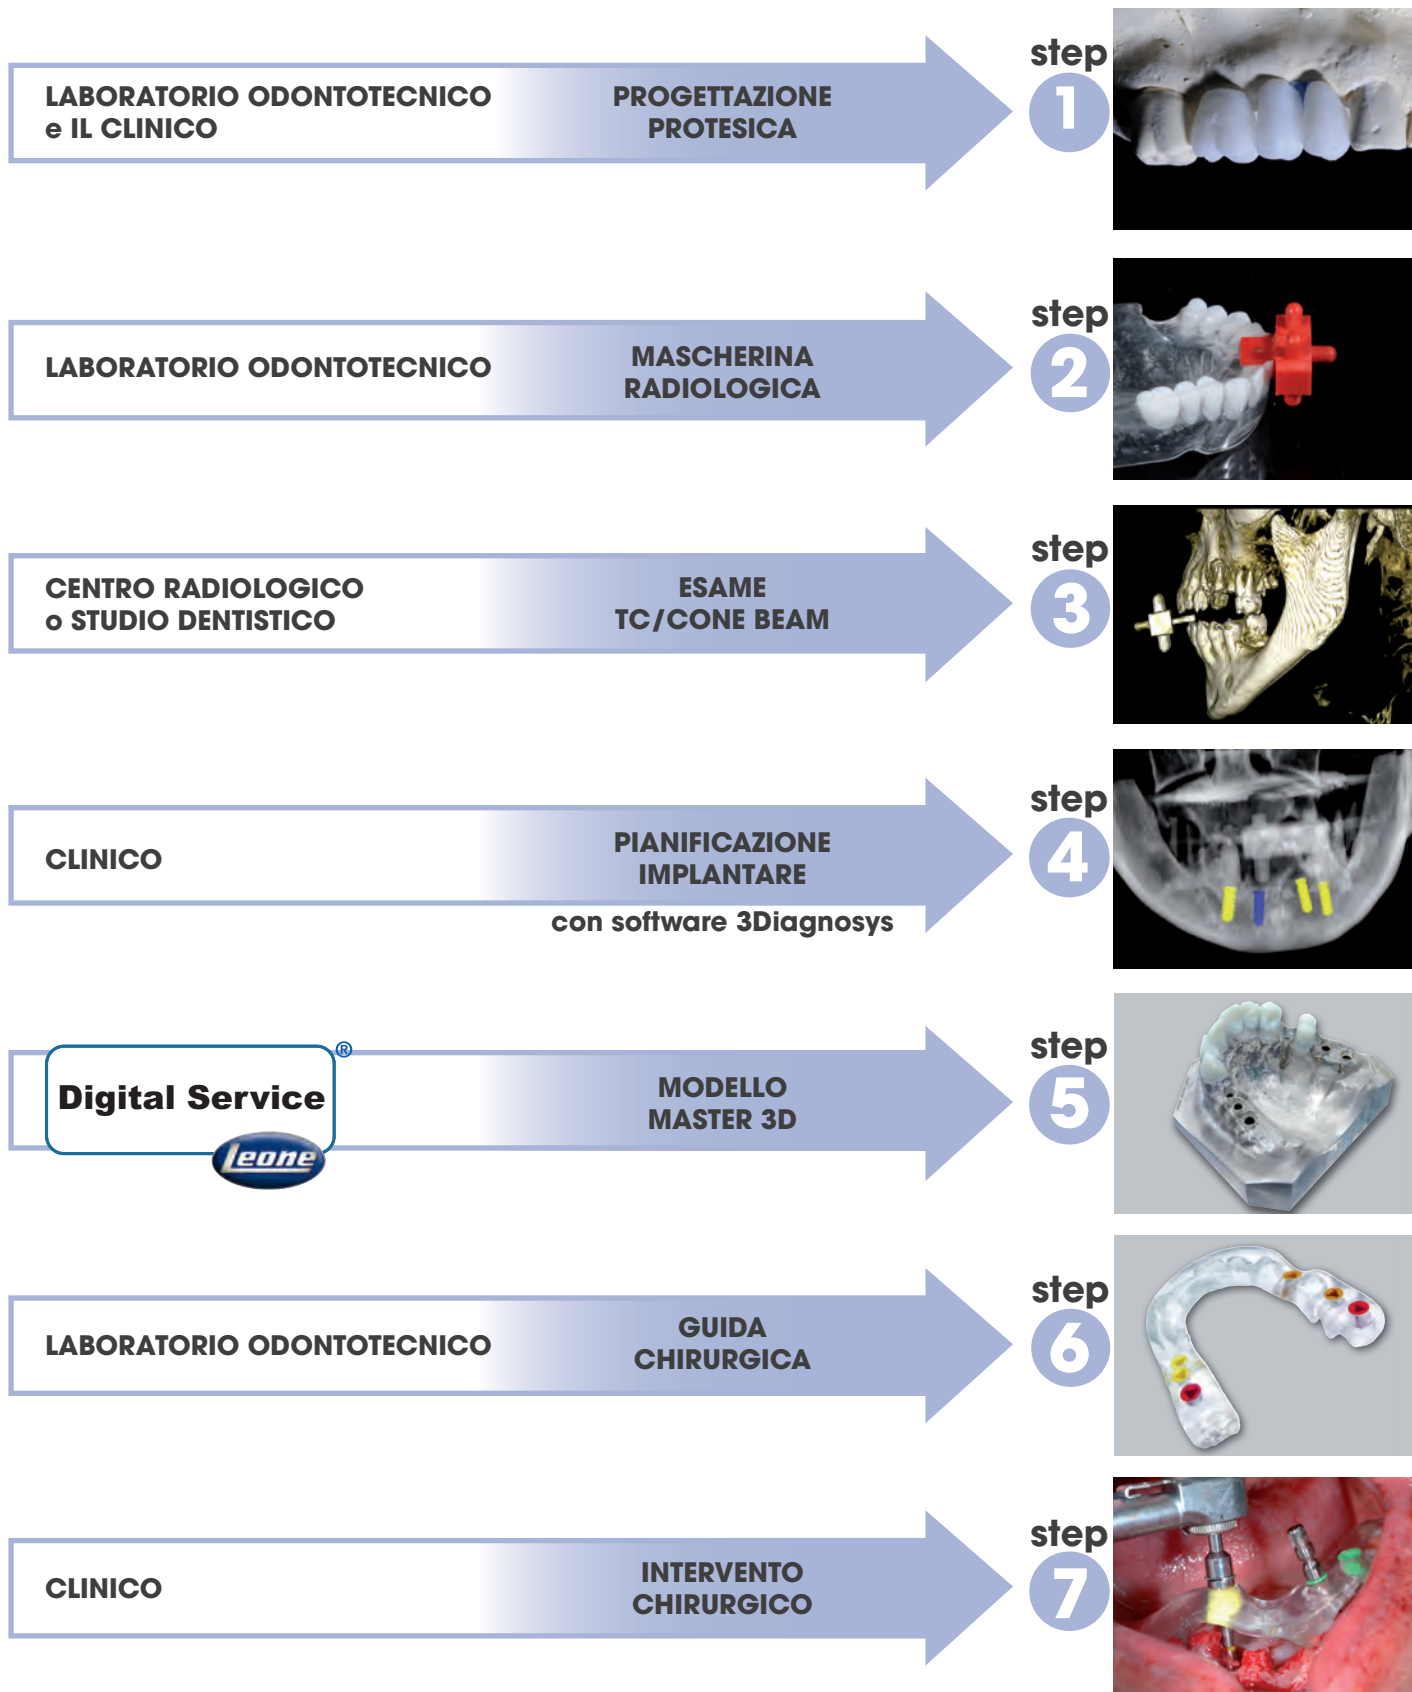 LABORATORIO ODONTOTECNICO
e IL CLINICO
PROGETTAZIONE
PROTESICA
step
1
LABORATORIO ODONTOTECNICO
MASCHERINA
RADIOLOGICA
step
2
CENTRO RADIOLOGICO
o STUDIO DENTISTICO
ESAME
TC/CONE BEAM
step
3
CLINICO
PIANIFICAZIONE
IMPLANTARE
con software 3Diagnosys
step
4
Digital Service®
Leone
MODELLO
MASTER 3D
step
5
LABORATORIO ODONTOTECNICO
GUIDA
CHIRURGICA
step
6
CLINICO
INTERVENTO
CHIRURGICO
step
7